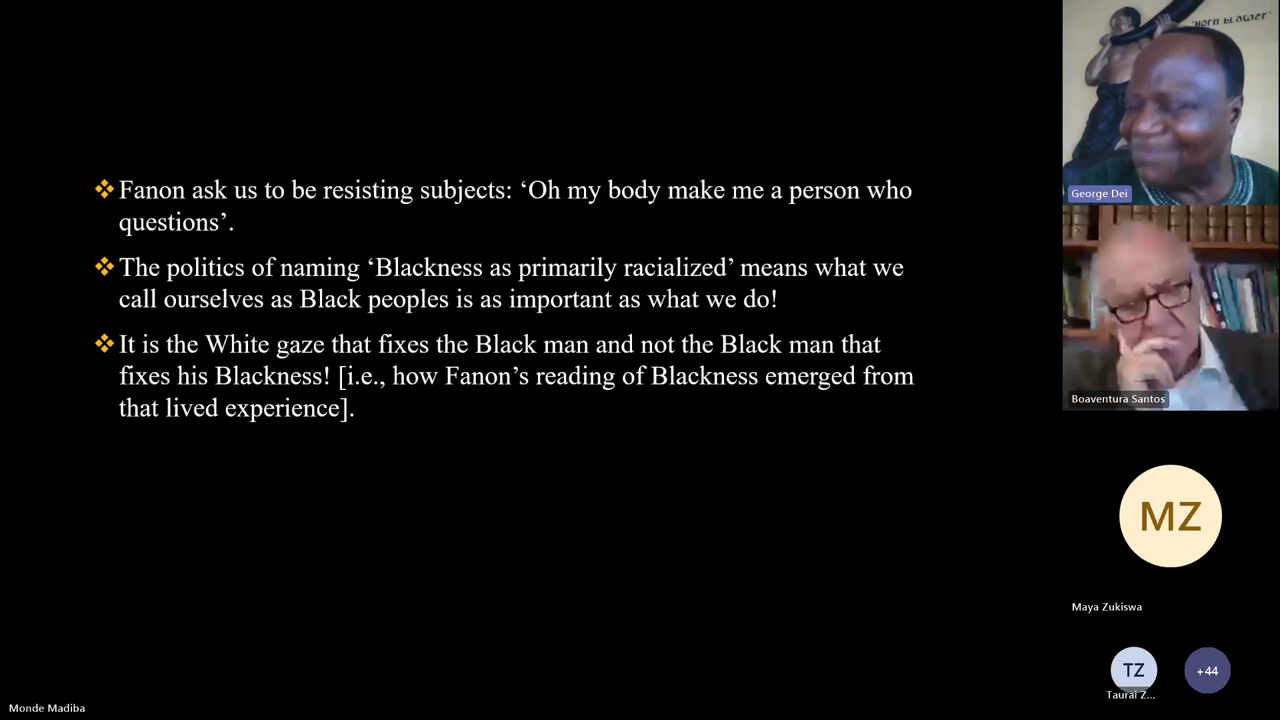 ❖Fanon ask us to be resisting subjects: ‘Oh my body make me a person who
questions’.
❖The politics of naming ‘Blackness as primarily racialized’ means what we
call ourselves as Black peoples is as important as what we do!
❖It is the White gaze that fixes the Black man and not the Black man that
fixes his Blackness! [i.e., how Fanon’s reading of Blackness emerged from
that lived experience].
"Horn Blower"
George Dei
Boaventura Santos
MZ
Maya Zukiswa
TZ
+44
Taurai Z...
Monde Madiba